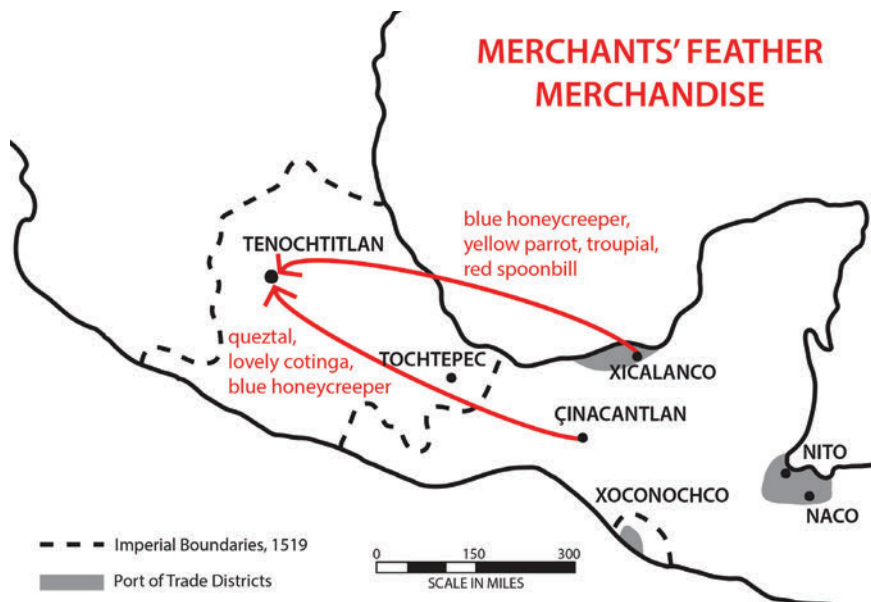 MERCHANTS' FEATHER
MERCHANDISE
blue honeycreeper,
yellow parrot, troupial,
red spoonbill
TENOCHTITLAN
queztal,
lovely cotinga,
blue honeycreeper
TOCHTEPEC
XICALANCO
ÇINACANTLAN
NITO
XOCONOCHCO
NACO
Imperial Boundaries, 1519
0 150 300
Port of Trade Districts
SCALE IN MILES